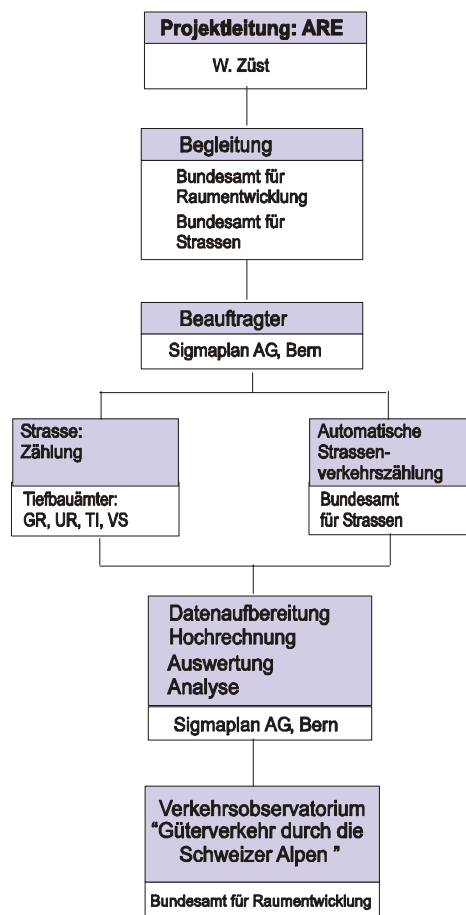 Projektleitung: ARE
W. Züst
Begleitung
Bundesamt für
Raumentwicklung
Bundesamt für
Strassen
Beauftragter
Sigmaplan AG, Bern
Strasse:
Zählung
Tiefbauämter:
GR, UR, TI, VS
Automatische
Strassen-
verkehrszählung
Bundesamt
für Strassen
Datenaufbereitung
Hochrechnung
Auswertung
Analyse
Sigmaplan AG, Bern
Verkehrsobservatorium
“Güterverkehr durch die
Schweizer Alpen ”
Bundesamt für Raumentwicklung